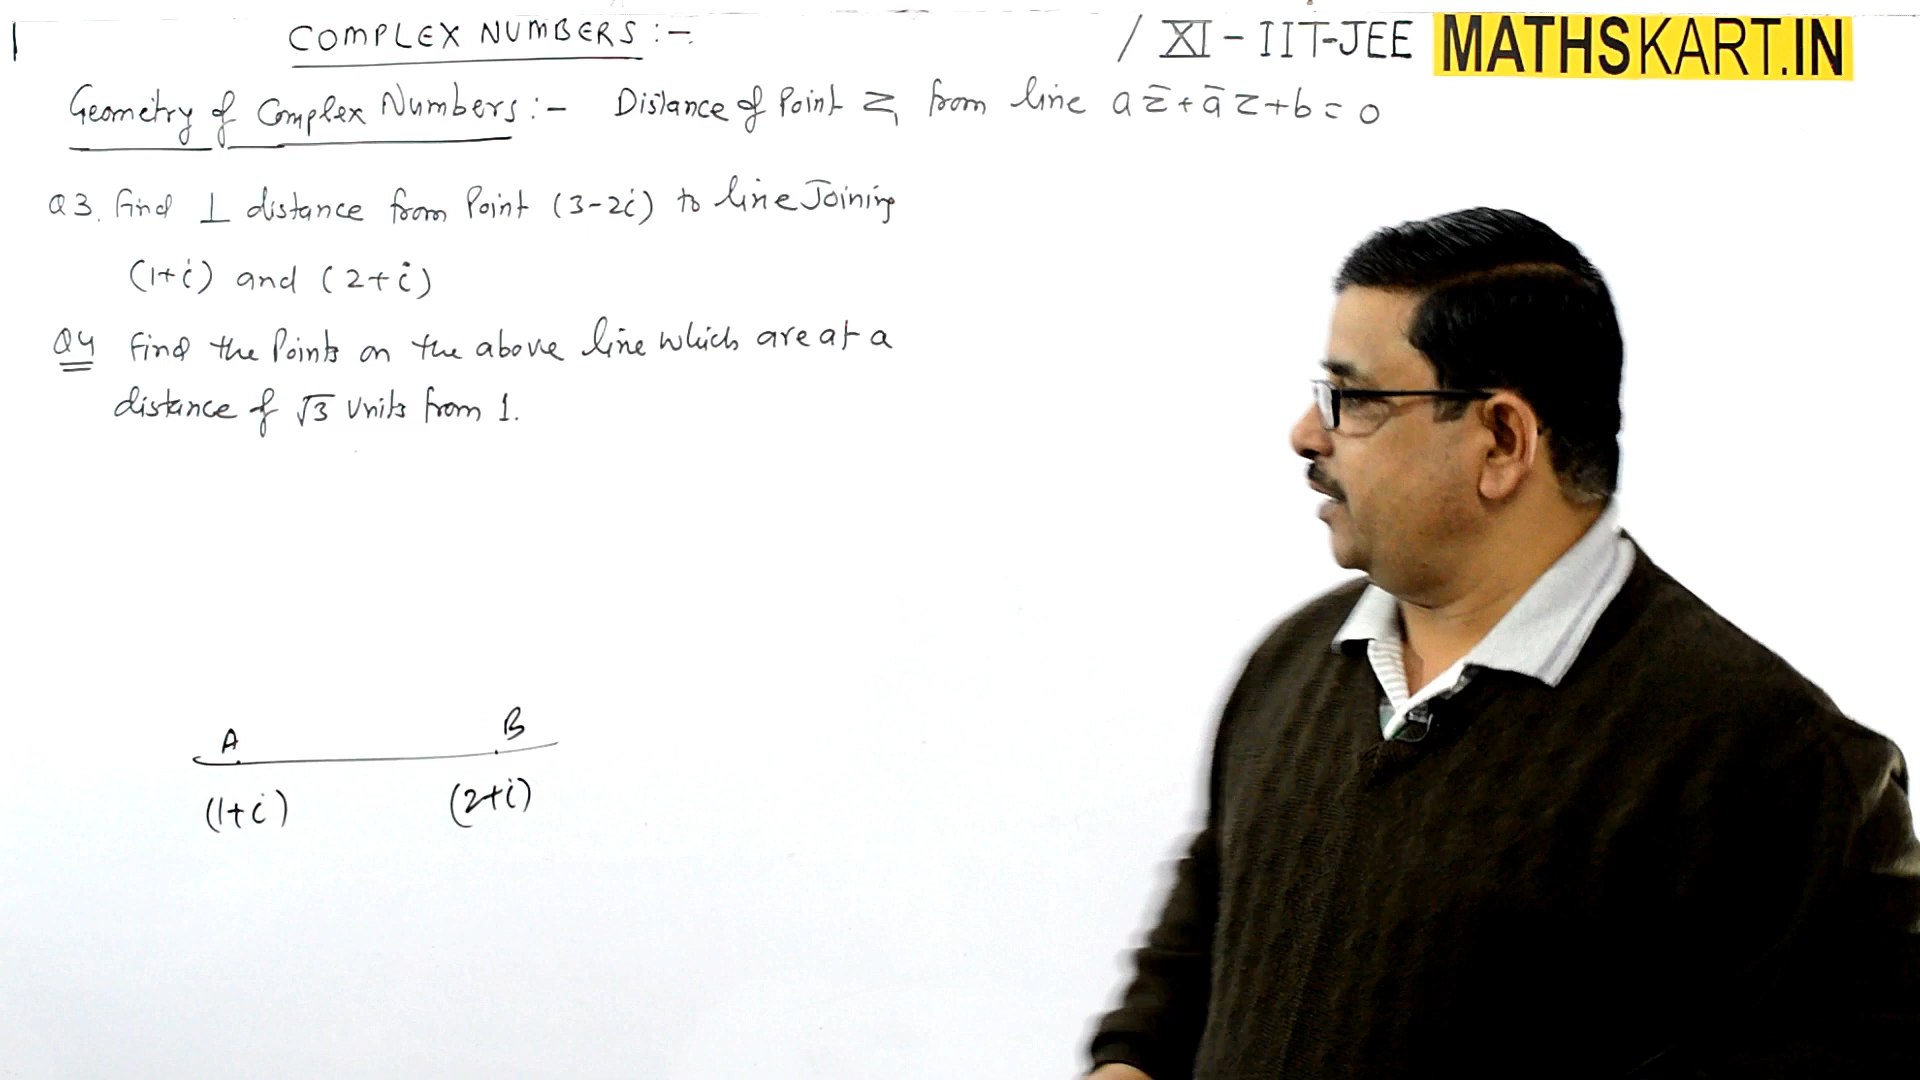 COMPLEX NUMBERS :-
/ XI - IIT-JEE MATHSKART.IN
Geometry of Complex Numbers :- Distance of Point z₁ from line az̄ + āz + b = 0
Q3. Find ⊥ distance from Point (3-2i) to line Joining
(1+i) and (2+i)
Q4 Find the Points on the above line which are at a
distance of √3 Units from 1.
A B
(1+i) (2+i)